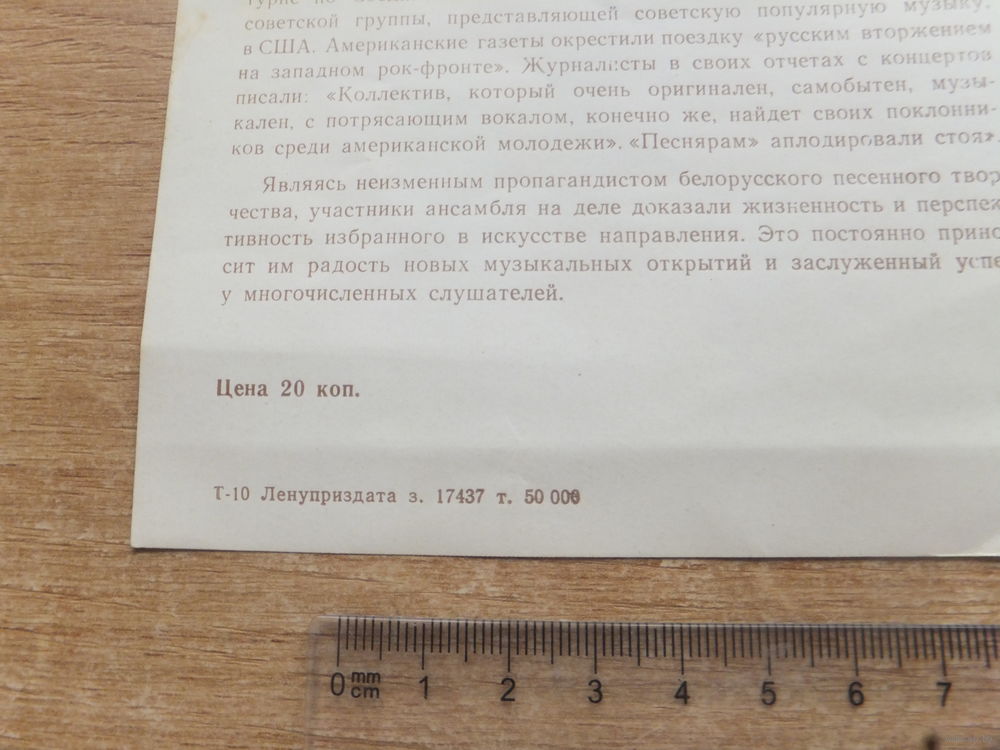 советской группы, представляющей советскую популярную музыку,
в США. Американские газеты окрестили поездку «русским вторжением
на западном рок-фронте». Журналисты в своих отчетах с концертов
писали: «Коллектив, который очень оригинален, самобытен, музы-
кален, с потрясающим вокалом, конечно же, найдет своих поклонни-
ков среди американской молодежи». «Песнярам» аплодировали стоя».
Являясь неизменным пропагандистом белорусского песенного твор
чества, участники ансамбля на деле доказали жизненность и перспек
тивность избранного в искусстве направления. Это постоянно прино
сит им радость новых музыкальных открытий и заслуженный успе
у многочисленных слушателей.
Цена 20 коп.
Т-10 Ленуприздата з. 17437 т. 50 000
0 mm cm 1 2 3 4 5 6 7